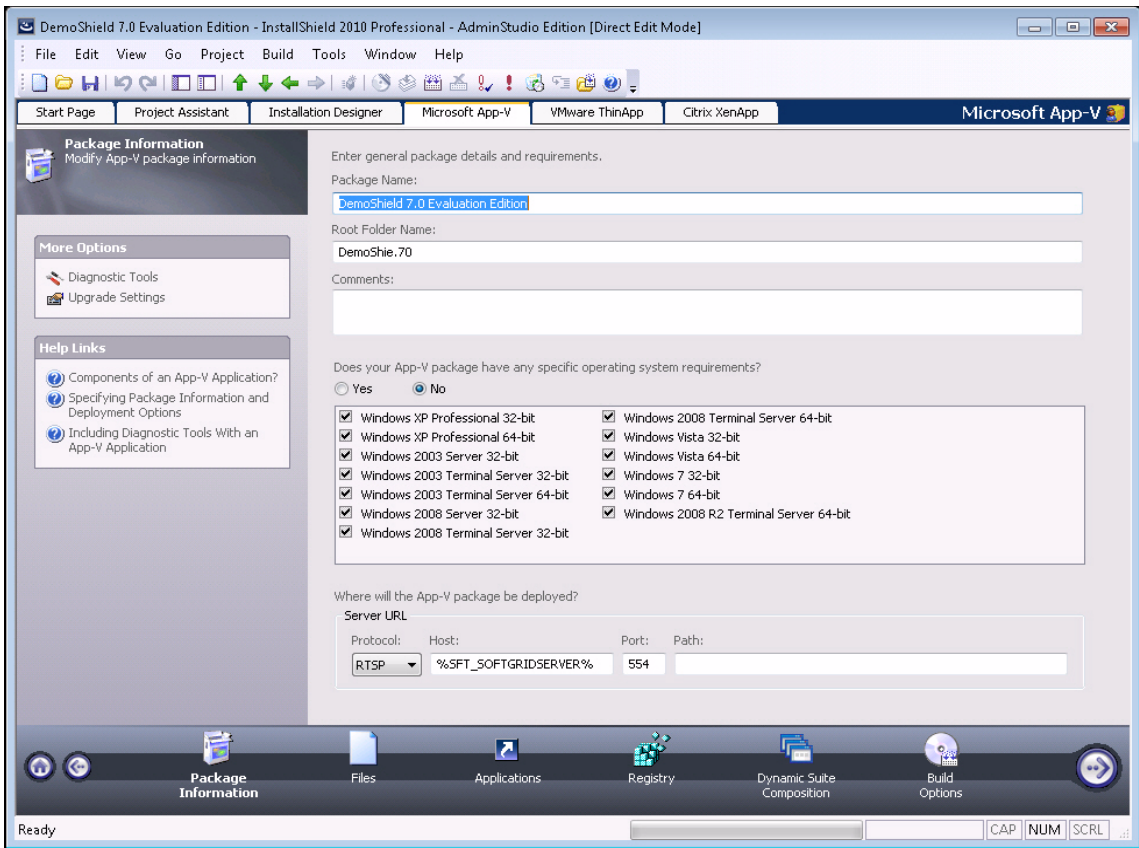 DemoShield 7.0 Evaluation Edition - InstallShield 2010 Professional - AdminStudio Edition [Direct Edit Mode]
File Edit View Go Project Build Tools Window Help
Start Page Project Assistant Installation Designer Microsoft App-V VMware ThinApp Citrix XenApp Microsoft App-V
Package Information
Modify App-V package information
More Options
Diagnostic Tools
Upgrade Settings
Help Links
Components of an App-V Application?
Specifying Package Information and
Deployment Options
Including Diagnostic Tools With an
App-V Application
Enter general package details and requirements.
Package Name:
DemoShield 7.0 Evaluation Edition
Root Folder Name:
DemoShie.70
Comments:
Does your App-V package have any specific operating system requirements?
Yes No
Windows XP Professional 32-bit Windows 2008 Terminal Server 64-bit
Windows XP Professional 64-bit Windows Vista 32-bit
Windows 2003 Server 32-bit Windows Vista 64-bit
Windows 2003 Terminal Server 32-bit Windows 7 32-bit
Windows 2003 Terminal Server 64-bit Windows 7 64-bit
Windows 2008 Server 32-bit Windows 2008 R2 Terminal Server 64-bit
Windows 2008 Terminal Server 32-bit
Where will the App-V package be deployed?
Server URL
Protocol: Host: Port: Path:
RTSP %SFT_SOFTGRIDSERVER% 554
Package
Information
Files
Applications
Registry
Dynamic Suite
Composition
Build
Options
Ready CAP NUM SCRL